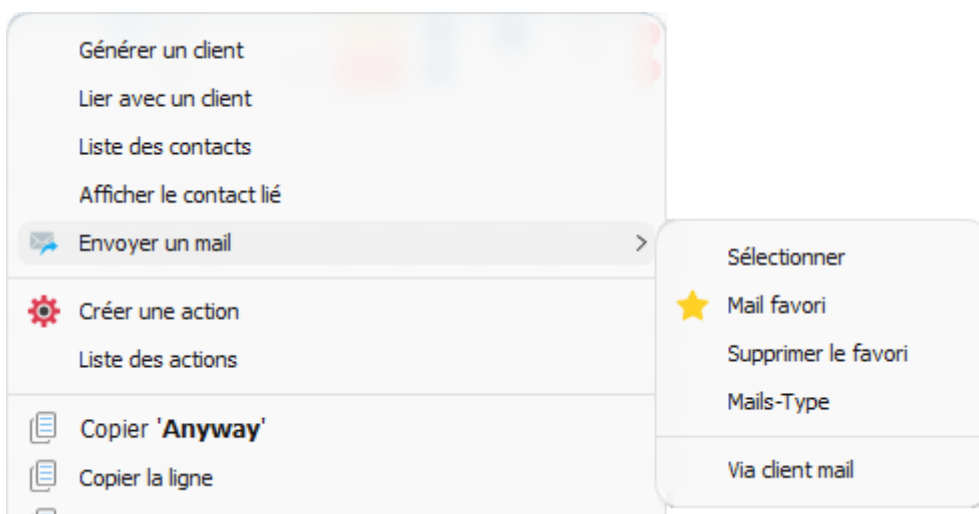 Générer un client
Lier avec un client
Liste des contacts
Afficher le contact lié
Envoyer un mail
Créer une action
Liste des actions
Copier 'Anyway'
Copier la ligne
Sélectionner
Mail favori
Supprimer le favori
Mails-Type
Via client mail